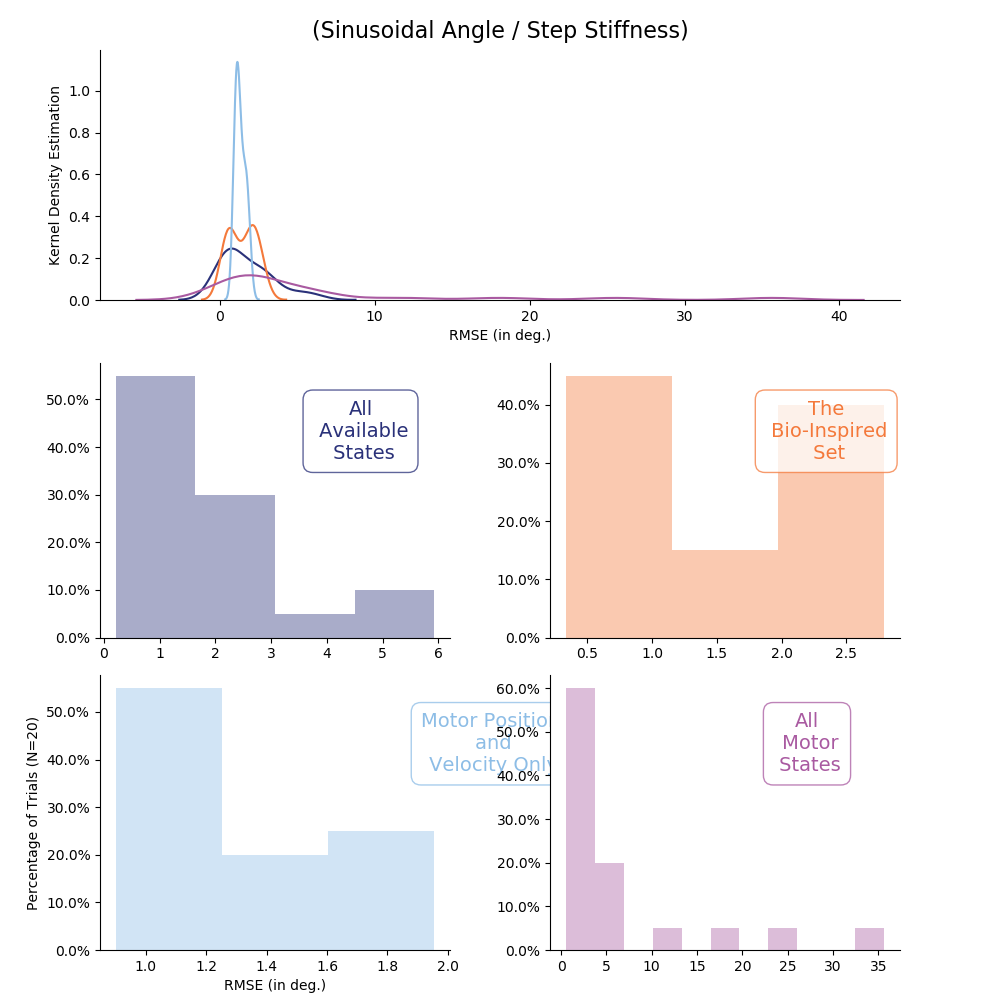 (Sinusoidal Angle / Step Stiffness)
Kernel Density Estimation
1.0
0.8
0.6
0.4
0.2
0.0
0 10 20 30 40
RMSE (in deg.)
All
Available
States
50.0%
40.0%
30.0%
20.0%
10.0%
0.0%
0 1 2 3 4 5 6
The
Bio-Inspired
Set
40.0%
30.0%
20.0%
10.0%
0.0%
0.5 1.0 1.5 2.0 2.5
Percentage of Trials (N=20)
Motor Positio
and
Velocity Only
50.0%
40.0%
30.0%
20.0%
10.0%
0.0%
1.0 1.2 1.4 1.6 1.8 2.0
RMSE (in deg.)
All
Motor
States
60.0%
50.0%
40.0%
30.0%
20.0%
10.0%
0.0%
0 5 10 15 20 25 30 35